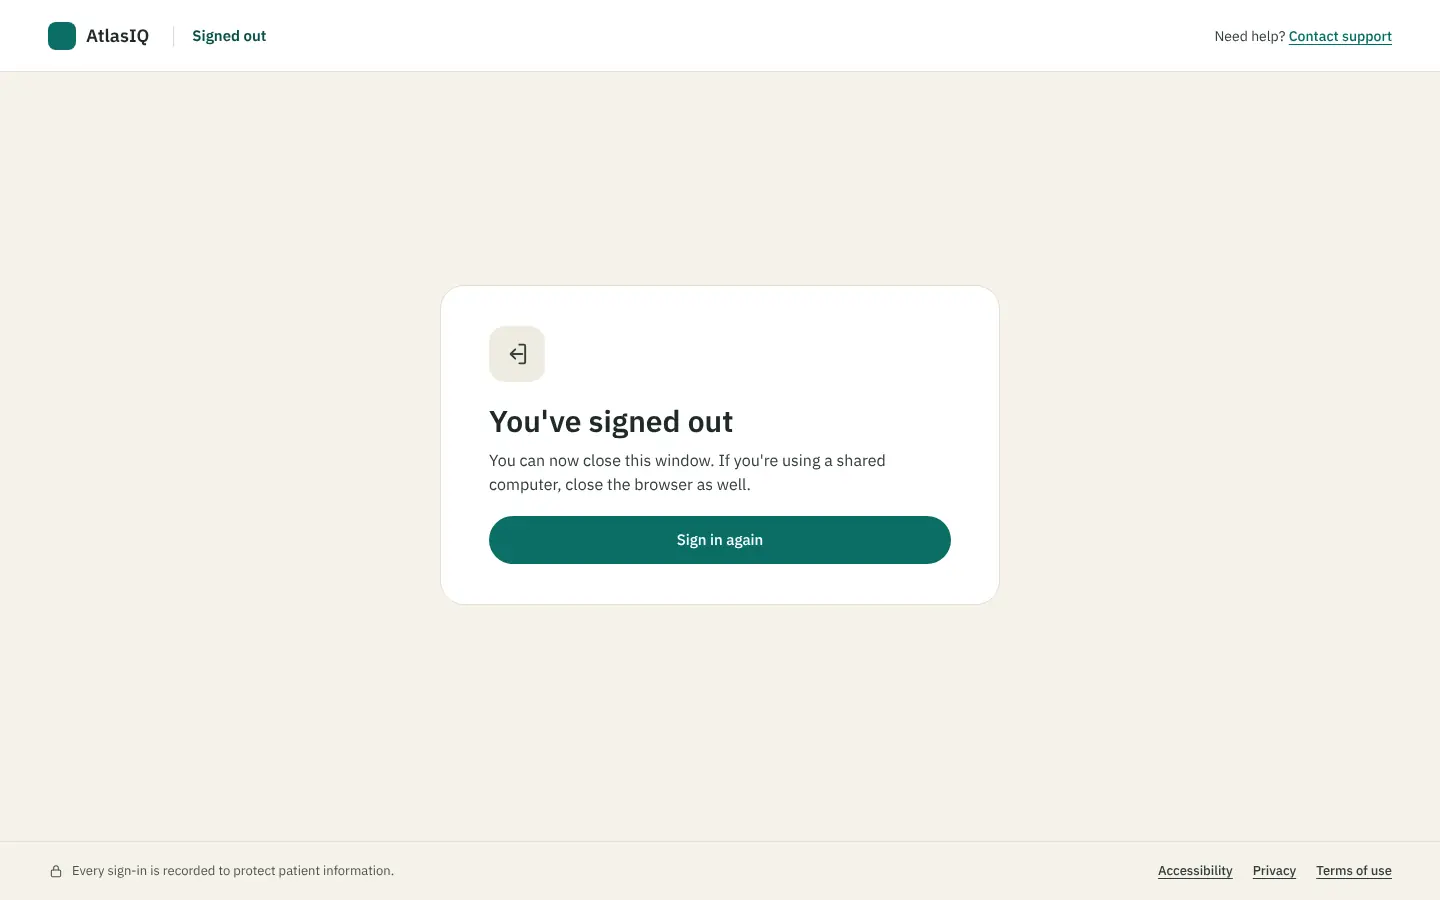 AtlasIQ
Signed out
Need help? Contact support
You've signed out
You can now close this window. If you're using a shared
computer, close the browser as well.
Sign in again
Every sign-in is recorded to protect patient information.
Accessibility
Privacy
Terms of use